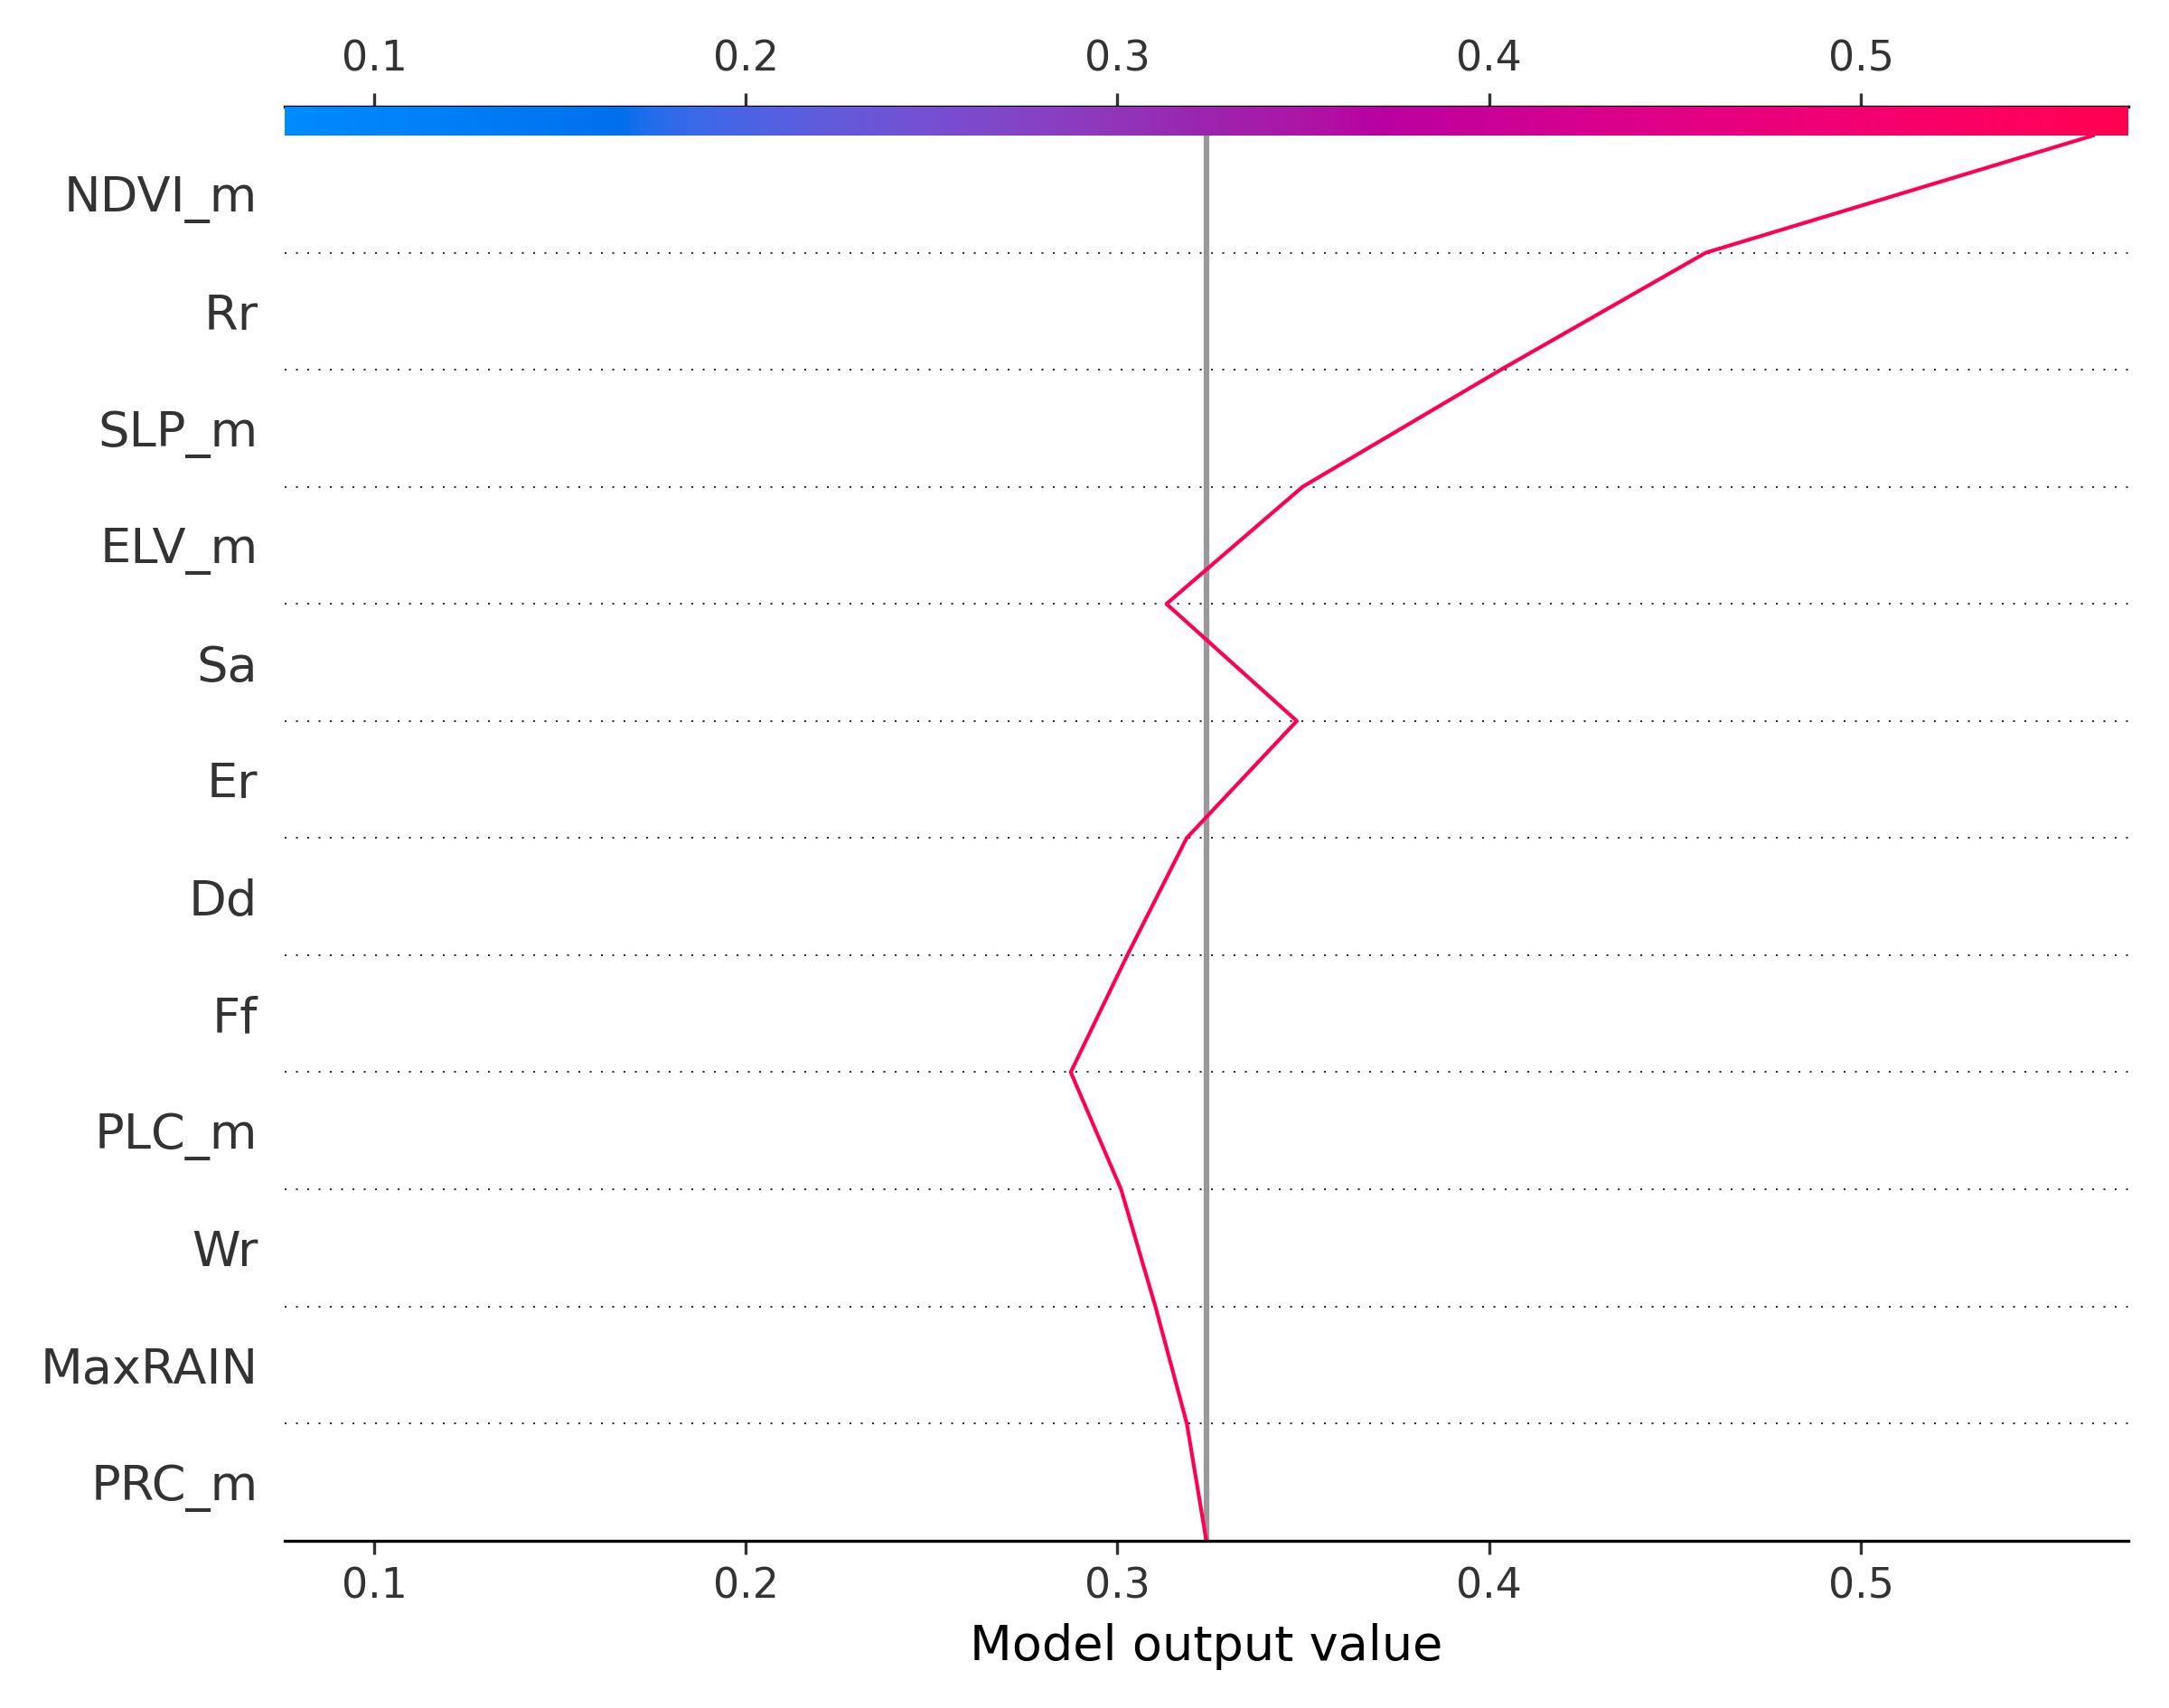 0.1 0.2 0.3 0.4 0.5
NDVI_m
Rr
SLP_m
ELV_m
Sa
Er
Dd
Ff
PLC_m
Wr
MaxRAIN
PRC_m
0.1 0.2 0.3 0.4 0.5
Model output value